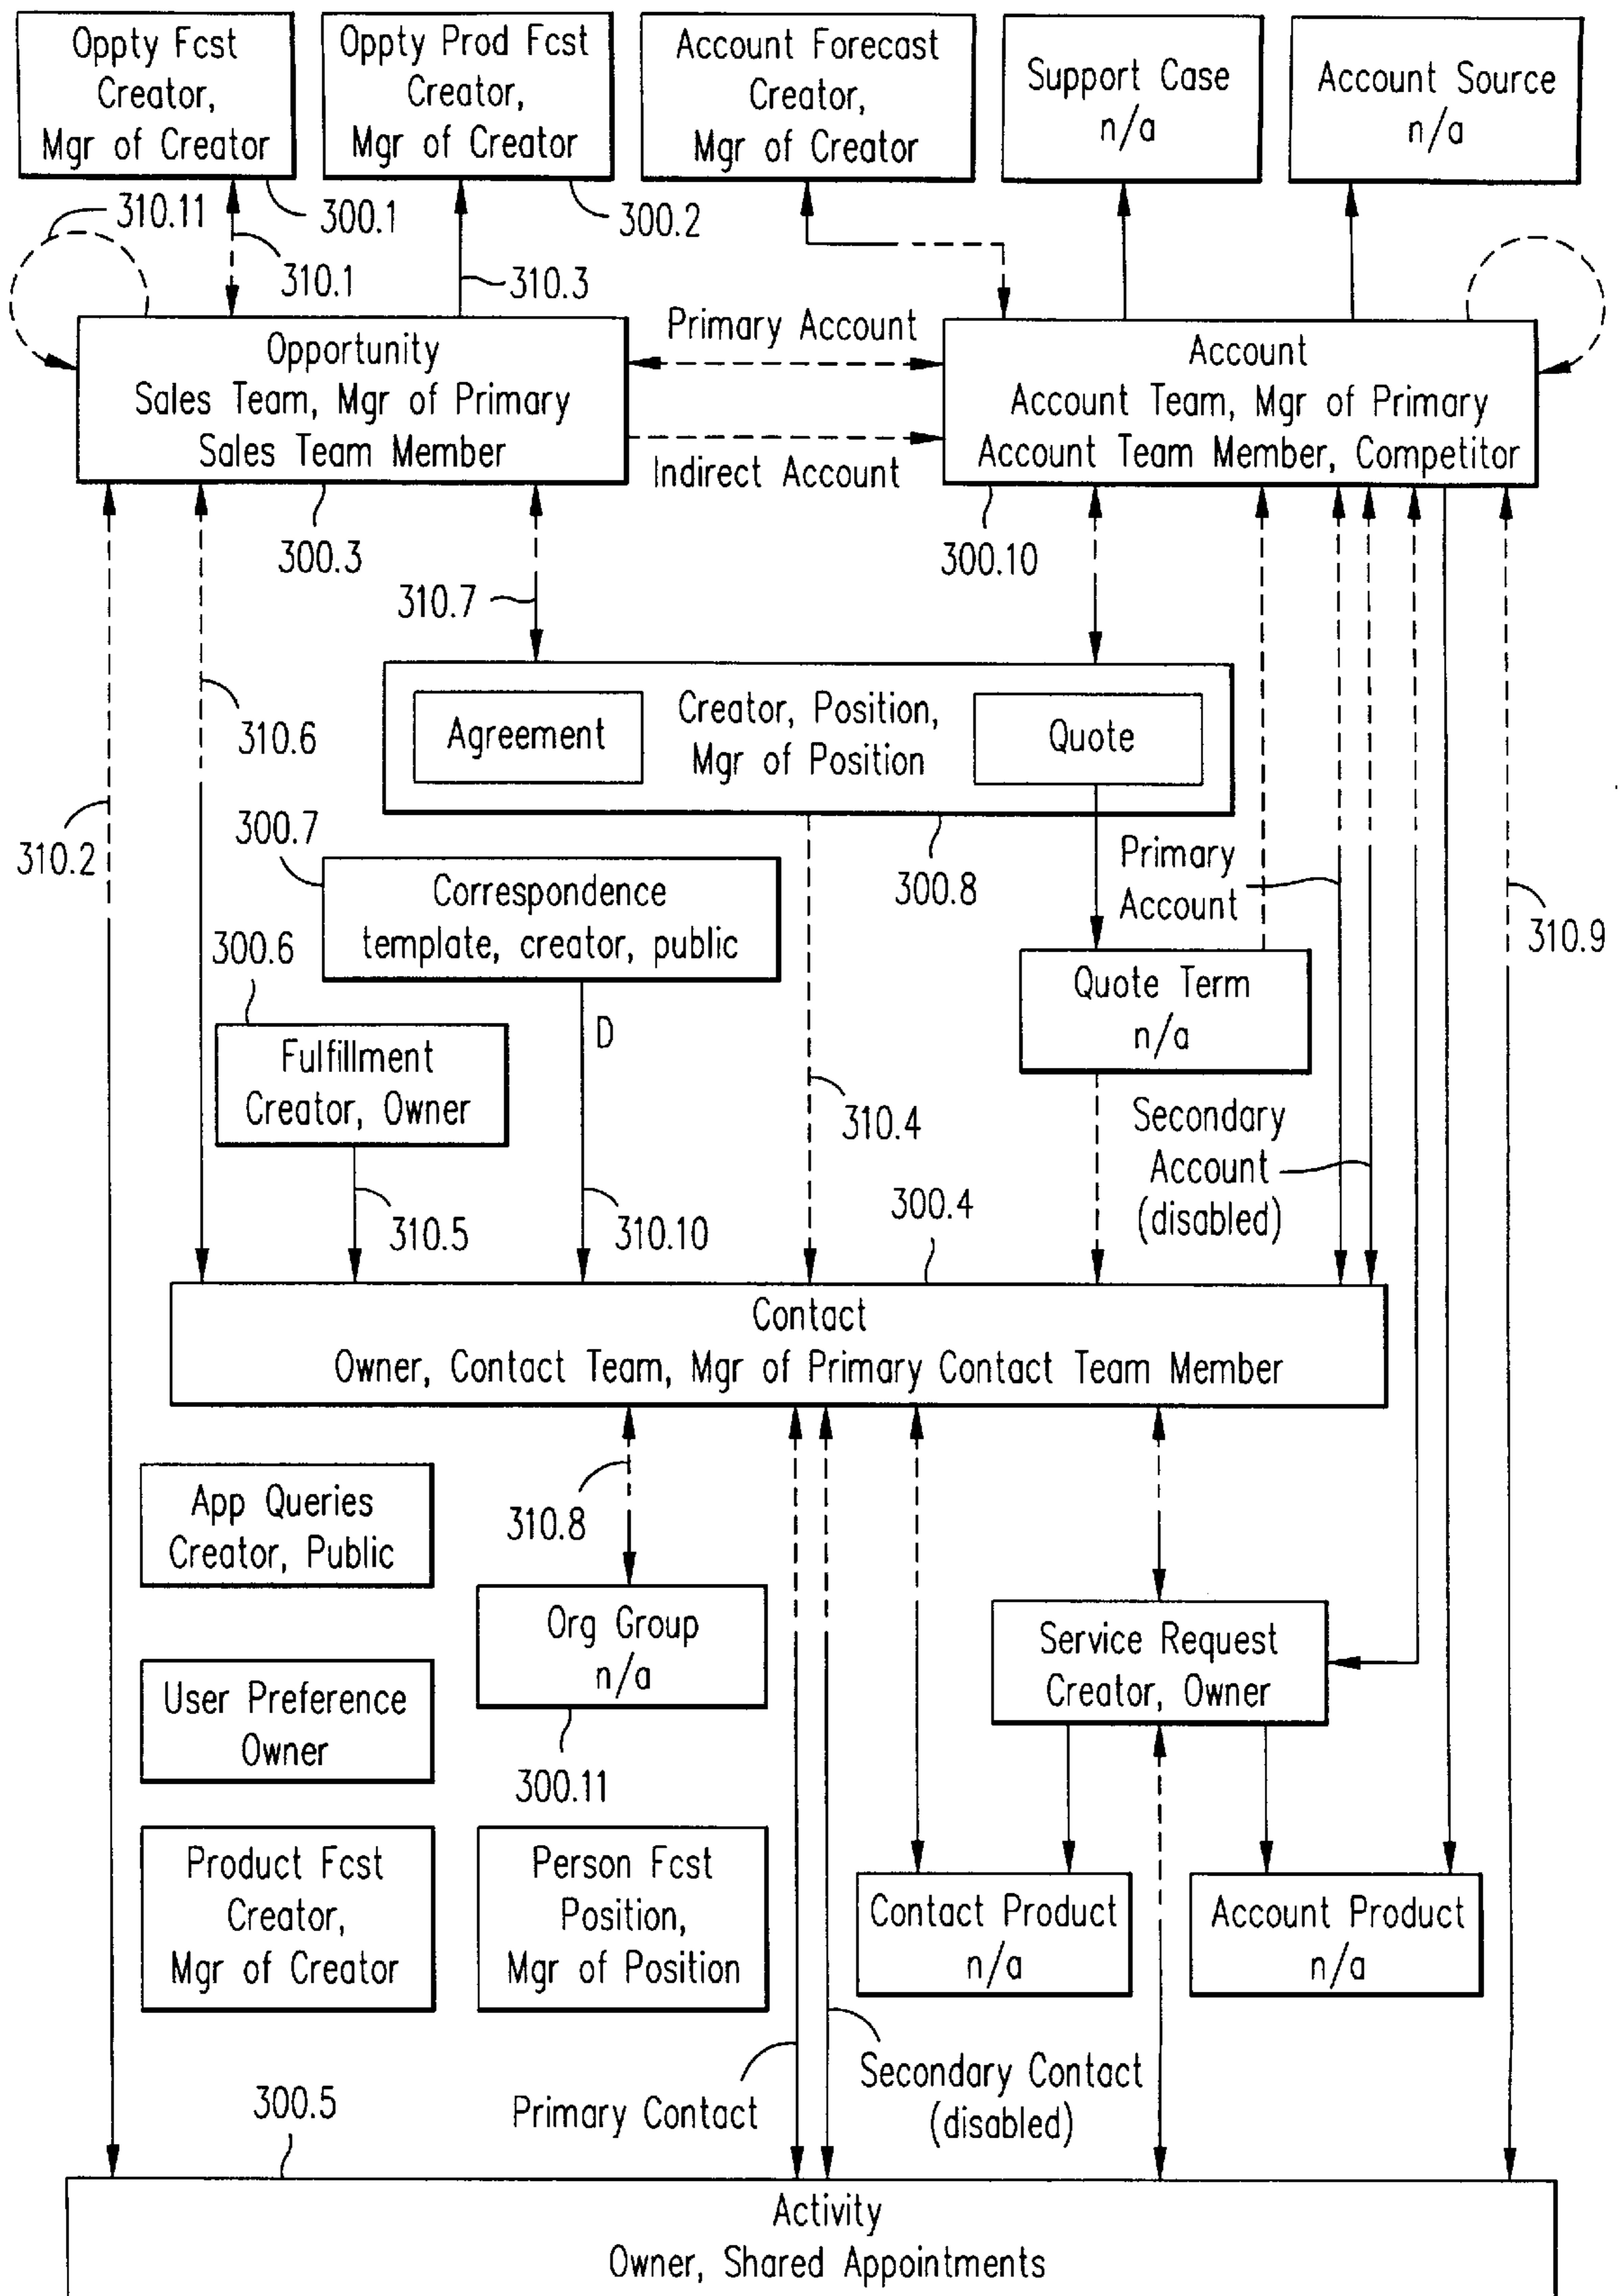 Oppty Fcst
Creator,
Mgr of Creator
Oppty Prod Fcst
Creator,
Mgr of Creator
Account Forecast
Creator,
Mgr of Creator
Support Case
n/a
Account Source
n/a
310.11
300.1
300.2
310.1
310.3
Opportunity
Sales Team, Mgr of Primary
Sales Team Member
Primary Account
Indirect Account
Account
Account Team, Mgr of Primary
Account Team Member, Competitor
300.3
300.10
310.7
310.6
Agreement
Creator, Position,
Mgr of Position
Quote
310.2
300.7
300.8
Primary
Account
310.9
Correspondence
template, creator, public
300.6
Quote Term
n/a
Fulfillment
Creator, Owner
D
310.4
Secondary
Account
(disabled)
310.5
310.10
300.4
Contact
Owner, Contact Team, Mgr of Primary Contact Team Member
App Queries
Creator, Public
310.8
Org Group
n/a
Service Request
Creator, Owner
User Preference
Owner
300.11
Product Fcst
Creator,
Mgr of Creator
Person Fcst
Position,
Mgr of Position
Contact Product
n/a
Account Product
n/a
Secondary Contact
(disabled)
Primary Contact
300.5
Activity
Owner, Shared Appointments